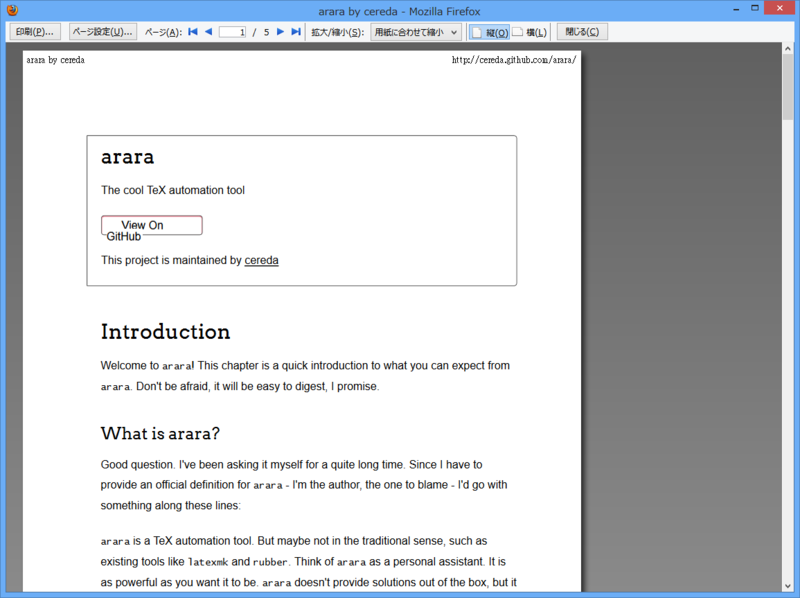 arara by cereda - Mozilla Firefox
印刷(P)... ページ設定(U)... ページ(A): 1 / 5 拡大/縮小(S): 用紙に合わせて縮小 縦(O) 横(L) 閉じる(C)
arara by cereda http://cereda.github.com/arara/
arara
The cool TeX automation tool
View On
GitHub
This project is maintained by cereda
Introduction
Welcome to arara! This chapter is a quick introduction to what you can expect from
arara. Don't be afraid, it will be easy to digest, I promise.
What is arara?
Good question. I've been asking it myself for a quite long time. Since I have to
provide an official definition for arara - I'm the author, the one to blame - I'd go with
something along these lines:
arara is a TeX automation tool. But maybe not in the traditional sense, such as
existing tools like latexmk and rubber. Think of arara as a personal assistant. It is
as powerful as you want it to be. arara doesn't provide solutions out of the box, but it